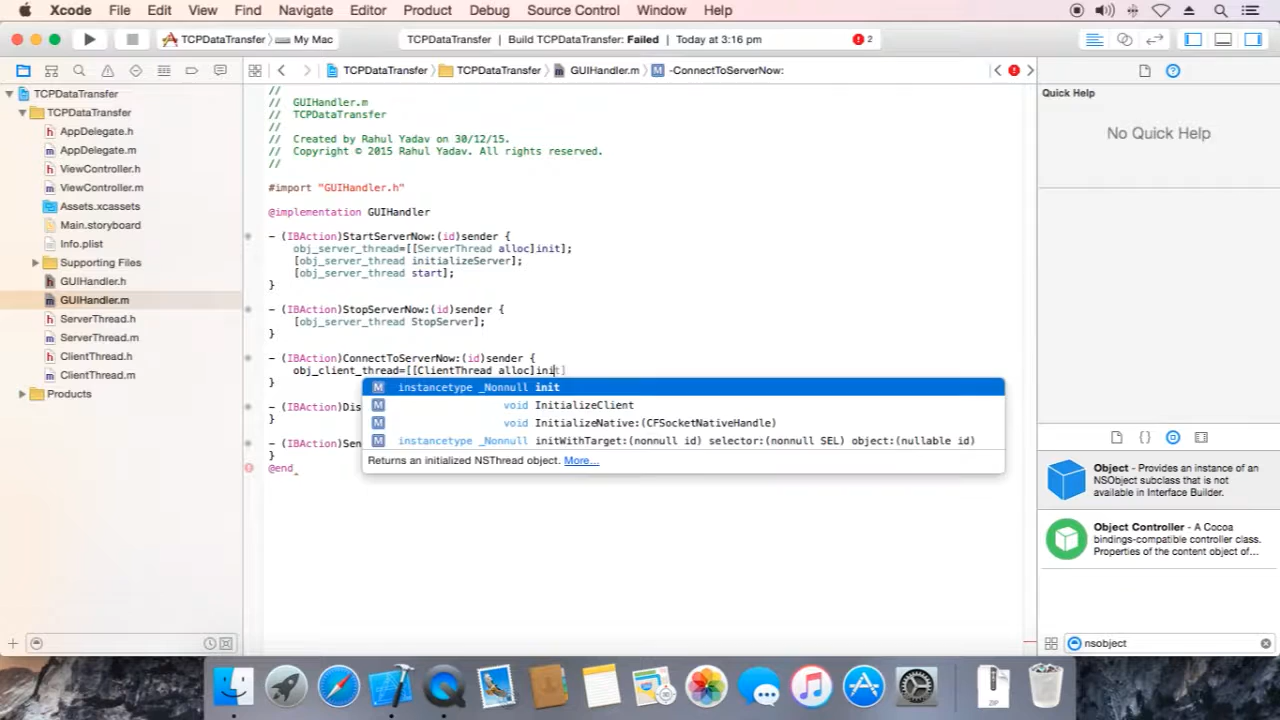 Xcode File Edit View Find Navigate Editor Product Debug Source Control Window Help
TCPDataTransfer My Mac TCPDataTransfer Build TCPDataTransfer: Failed Today at 3:16 pm 2
TCPDataTransfer TCPDataTransfer GUIHandler.m M -ConnectToServerNow:
TCPDataTransfer
TCPDataTransfer
h AppDelegate.h
m AppDelegate.m
h ViewController.h
m ViewController.m
Assets.xcassets
Main.storyboard
Info.plist
Supporting Files
h GUIHandler.h
m GUIHandler.m
h ServerThread.h
m ServerThread.m
h ClientThread.h
m ClientThread.m
Products
//
// GUIHandler.m
// TCPDataTransfer
//
// Created by Rahul Yadav on 30/12/15.
// Copyright © 2015 Rahul Yadav. All rights reserved.
//
#import "GUIHandler.h"
@implementation GUIHandler
- (IBAction)StartServerNow:(id)sender {
obj_server_thread=[[ServerThread alloc]init];
[obj_server_thread initializeServer];
[obj_server_thread start];
}
- (IBAction)StopServerNow:(id)sender {
[obj_server_thread StopServer];
}
- (IBAction)ConnectToServerNow:(id)sender {
obj_client_thread=[[ClientThread alloc]init]
}
- (IBAction)Dis
}
- (IBAction)Sen
}
@end
M instancetype _Nonnull init
M void InitializeClient
M void InitializeNative:(CFSocketNativeHandle)
M instancetype _Nonnull initWithTarget:(nonnull id) selector:(nonnull SEL) object:(nullable id)
Returns an initialized NSThread object. More...
Quick Help
No Quick Help
Object - Provides an instance of an
NSObject subclass that is not
available in Interface Builder.
Object Controller - A Cocoa
bindings-compatible controller class.
Properties of the content object of...
nsobject
ZIP